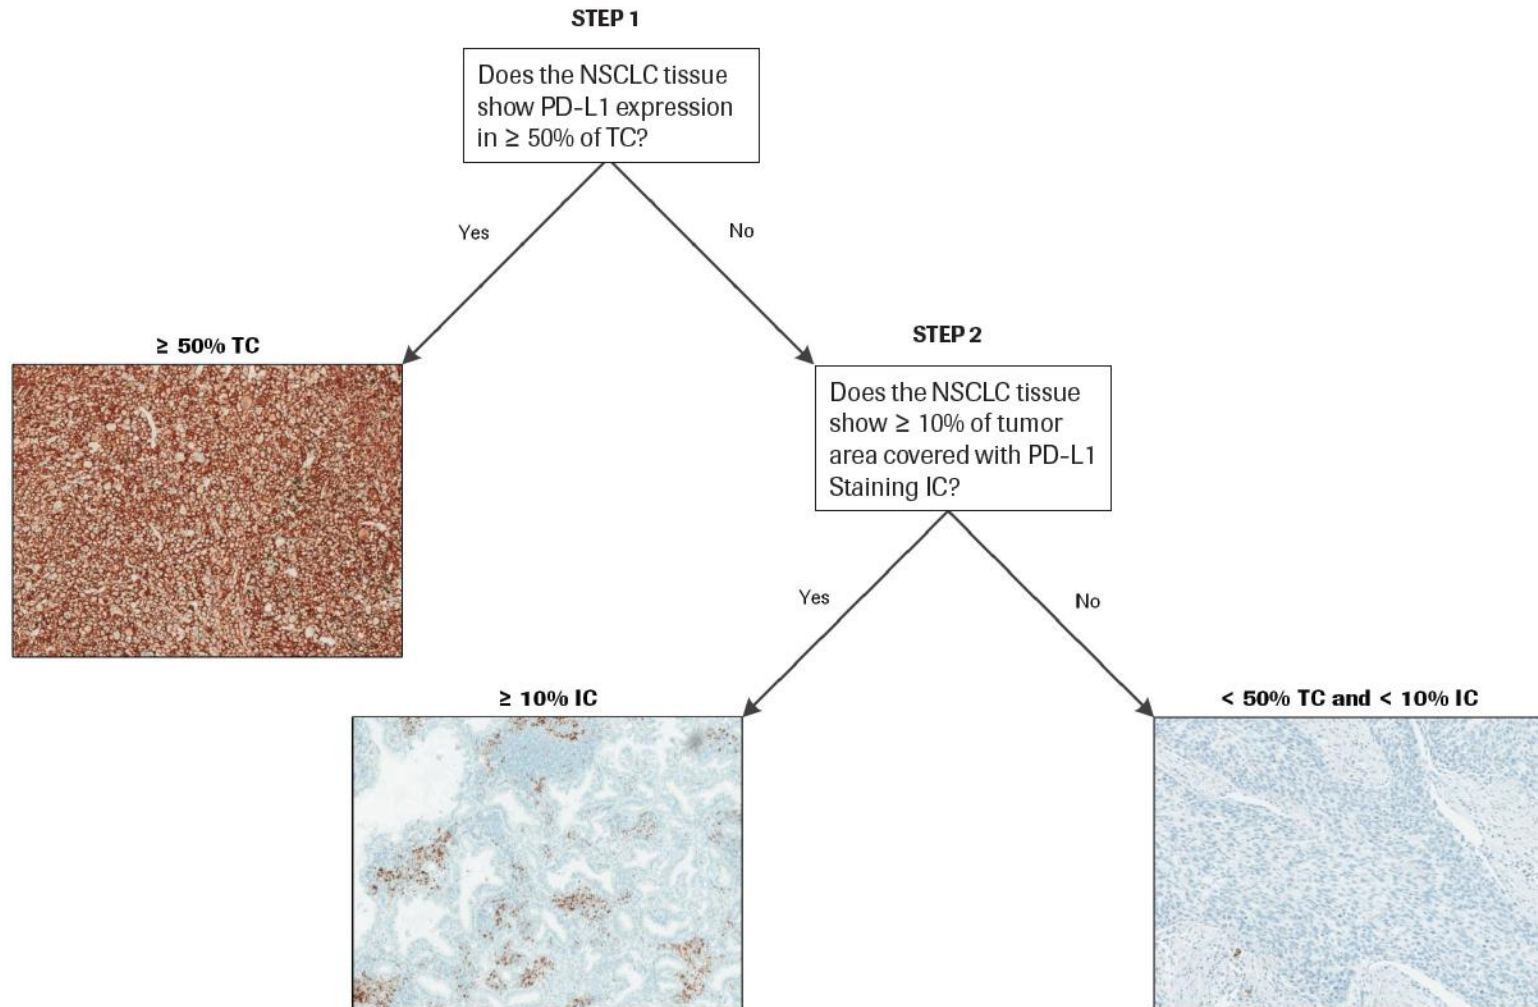 STEP 1
Does the NSCLC tissue
show PD-L1 expression
in ≥ 50% of TC?
Yes
No
≥ 50% TC
STEP 2
Does the NSCLC tissue
show ≥ 10% of tumor
area covered with PD-L1
Staining IC?
Yes
No
≥ 10% IC
< 50% TC and < 10% IC